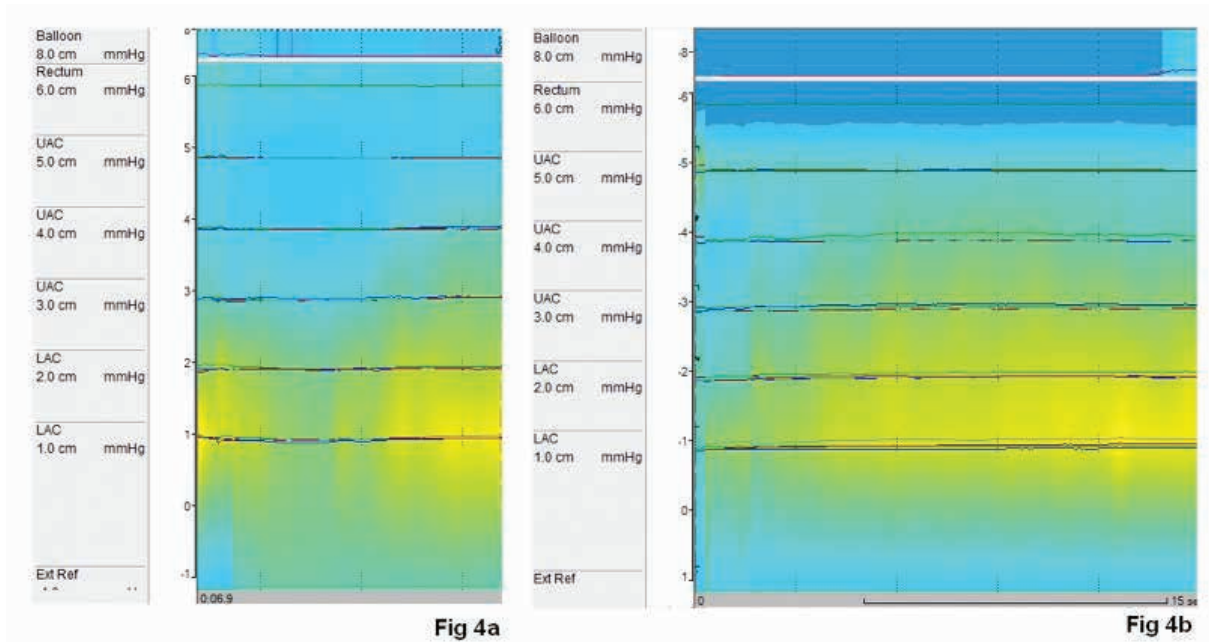 Balloon
8.0 cm mmHg
Rectum
6.0 cm mmHg
UAC
5.0 cm mmHg
UAC
4.0 cm mmHg
UAC
3.0 cm mmHg
LAC
2.0 cm mmHg
LAC
1.0 cm mmHg
Ext Ref
6
5
4
3
2
1
0
-1
0:06.9
Fig 4a
Balloon
8.0 cm mmHg
Rectum
6.0 cm mmHg
UAC
5.0 cm mmHg
UAC
4.0 cm mmHg
UAC
3.0 cm mmHg
LAC
2.0 cm mmHg
LAC
1.0 cm mmHg
Ext Ref
-8
-6
-5
-4
-3
-2
-1
0
1
0
15
Fig 4b